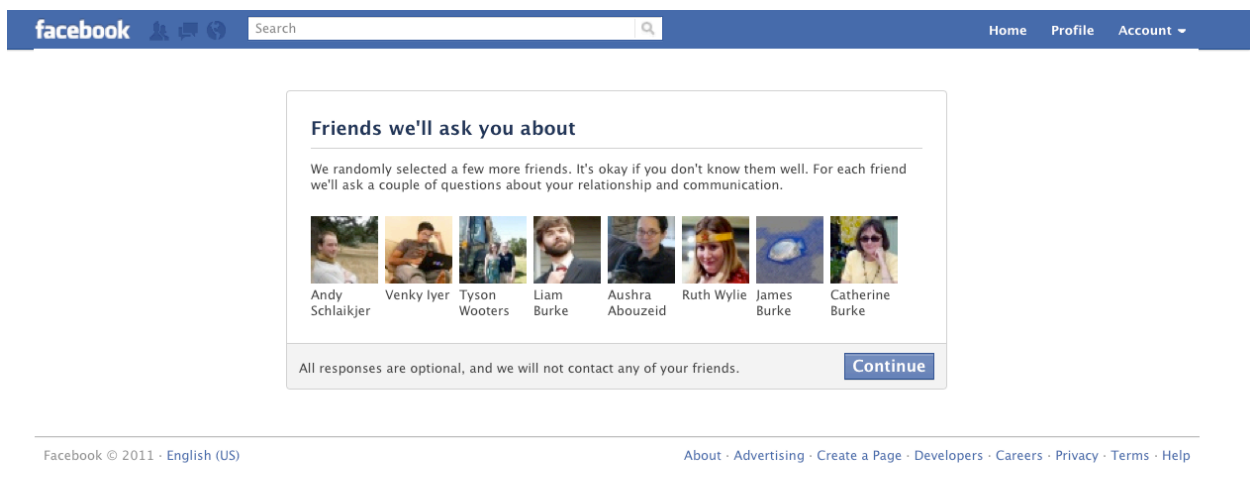 facebook Search Home Profile Account
Friends we'll ask you about
We randomly selected a few more friends. It's okay if you don't know them well. For each friend
we'll ask a couple of questions about your relationship and communication.
Andy Schlaikjer
Venky Iyer
Tyson Wooters
Liam Burke
Aushra Abouzeid
Ruth Wylie
James Burke
Catherine Burke
All responses are optional, and we will not contact any of your friends. Continue
Facebook © 2011 · English (US) About · Advertising · Create a Page · Developers · Careers · Privacy · Terms · Help